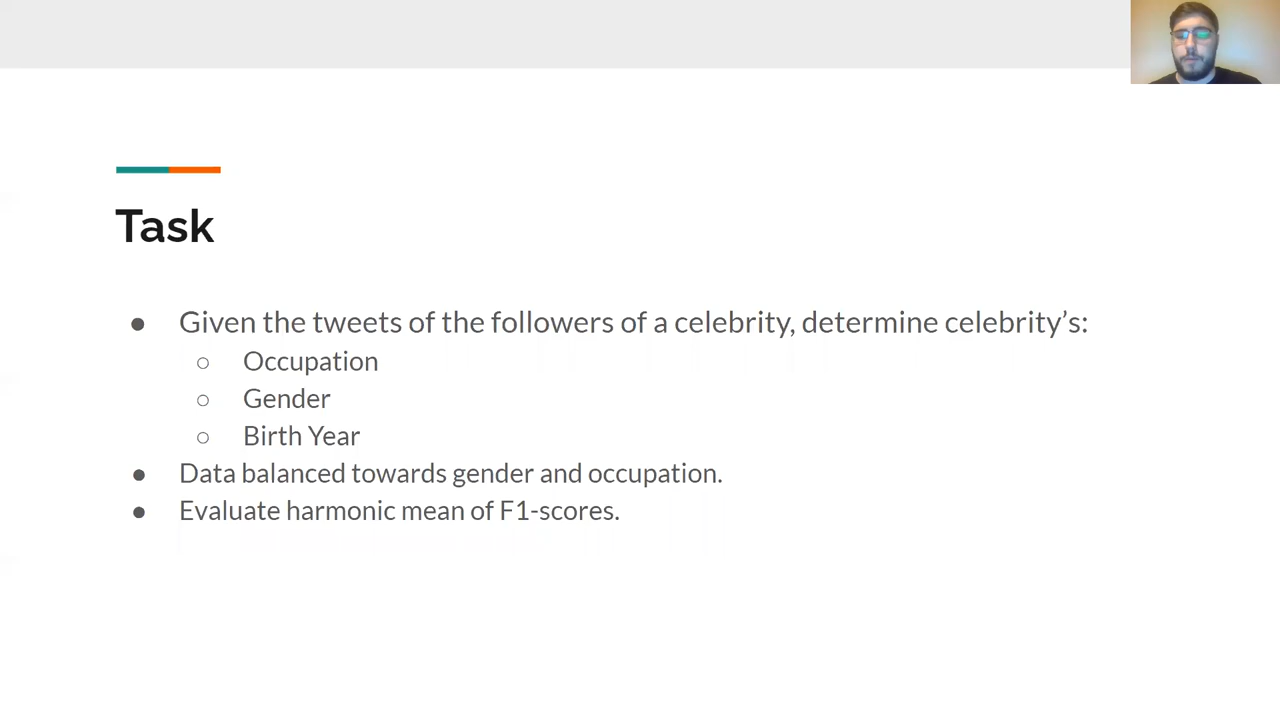 Task
● Given the tweets of the followers of a celebrity, determine celebrity’s:
○ Occupation
○ Gender
○ Birth Year
● Data balanced towards gender and occupation.
● Evaluate harmonic mean of F1-scores.